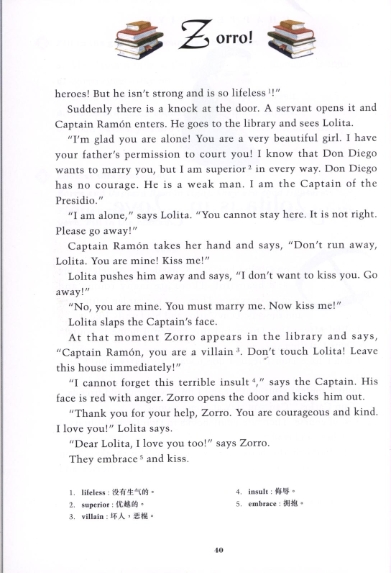 Zorro!
heroes! But he isn't strong and is so lifeless ¹!"
Suddenly there is a knock at the door. A servant opens it and
Captain Ramón enters. He goes to the library and sees Lolita.
"I'm glad you are alone! You are a very beautiful girl. I have
your father's permission to court you! I know that Don Diego
wants to marry you, but I am superior ² in every way. Don Diego
has no courage. He is a weak man. I am the Captain of the
Presidio."
"I am alone," says Lolita. "You cannot stay here. It is not right.
Please go away!"
Captain Ramón takes her hand and says, "Don't run away,
Lolita. You are mine! Kiss me!"
Lolita pushes him away and says, "I don't want to kiss you. Go
away!"
"No, you are mine. You must marry me. Now kiss me!"
Lolita slaps the Captain's face.
At that moment Zorro appears in the library and says,
"Captain Ramón, you are a villain ³. Don't touch Lolita! Leave
this house immediately!"
"I cannot forget this terrible insult ⁴," says the Captain. His
face is red with anger. Zorro opens the door and kicks him out.
"Thank you for your help, Zorro. You are courageous and kind.
I love you!" Lolita says.
"Dear Lolita, I love you too!" says Zorro.
They embrace ⁵ and kiss.
1. lifeless : 没有生气的。
2. superior : 优越的。
3. villain : 坏人，恶棍。
4. insult : 侮辱。
5. embrace : 拥抱。
40